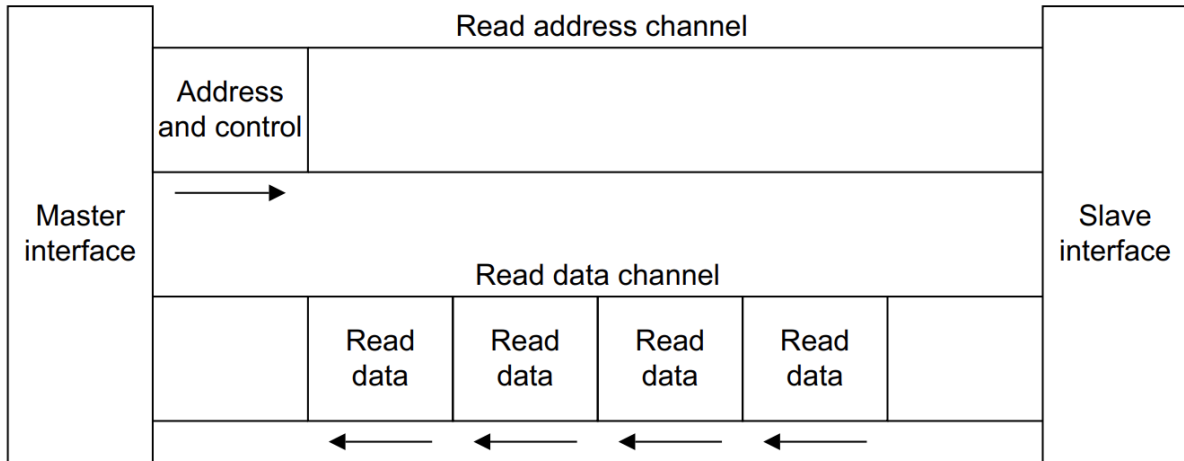 Read address channel
Address
and control
Master
interface
Slave
interface
Read data channel
Read
data
Read
data
Read
data
Read
data